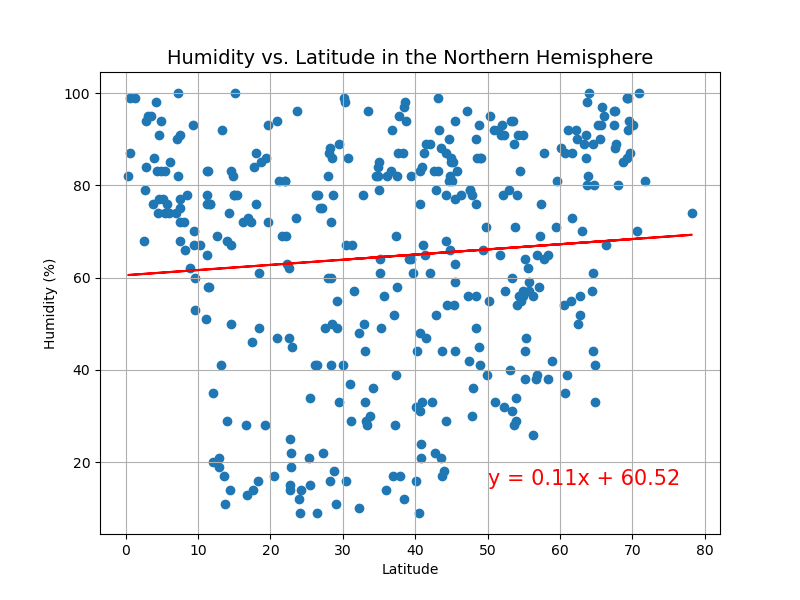 Humidity vs. Latitude in the Northern Hemisphere
100
80
60
40
20
Humidity (%)
y = 0.11x + 60.52
0 10 20 30 40 50 60 70 80
Latitude